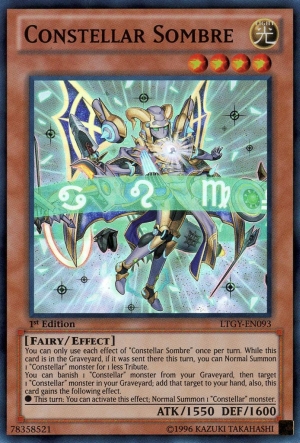 CONSTELLAR SOMBRE
LIGHT
光
1st Edition
LTGY-EN093
[FAIRY/EFFECT]
You can only use each effect of "Constellar Sombre" once per turn. While this
card is in the Graveyard, if it was sent there this turn, you can Normal Summon
1 "Constellar" monster for 1 less Tribute.
You can banish 1 "Constellar" monster from your Graveyard, then target
1 "Constellar" monster in your Graveyard; add that target to your hand, also, this
card gains the following effect.
● This turn: You can activate this effect; Normal Summon 1 "Constellar" monster.
ATK/1550 DEF/1600
78358521
©1996 KAZUKI TAKAHASHI